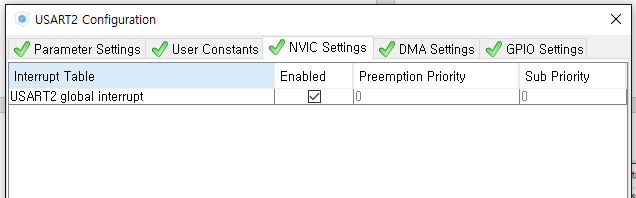 USART2 Configuration
Parameter Settings User Constants NVIC Settings DMA Settings GPIO Settings
Interrupt Table Enabled Preemption Priority Sub Priority
USART2 global interrupt 0 0